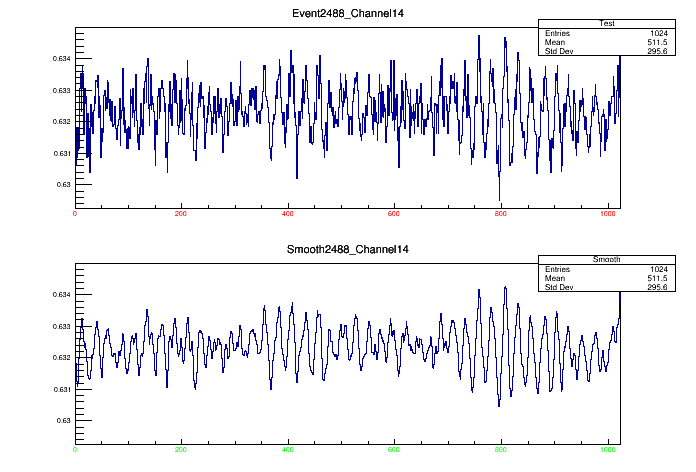 Event2488_Channel14
Test
Entries 1024
Mean 511.5
Std Dev 295.6
0.634
0.633
0.632
0.631
0.63
0 200 400 600 800 1000
Smooth2488_Channel14
Smooth
Entries 1024
Mean 511.5
Std Dev 295.6
0.634
0.633
0.632
0.631
0.63
0 200 400 600 800 1000